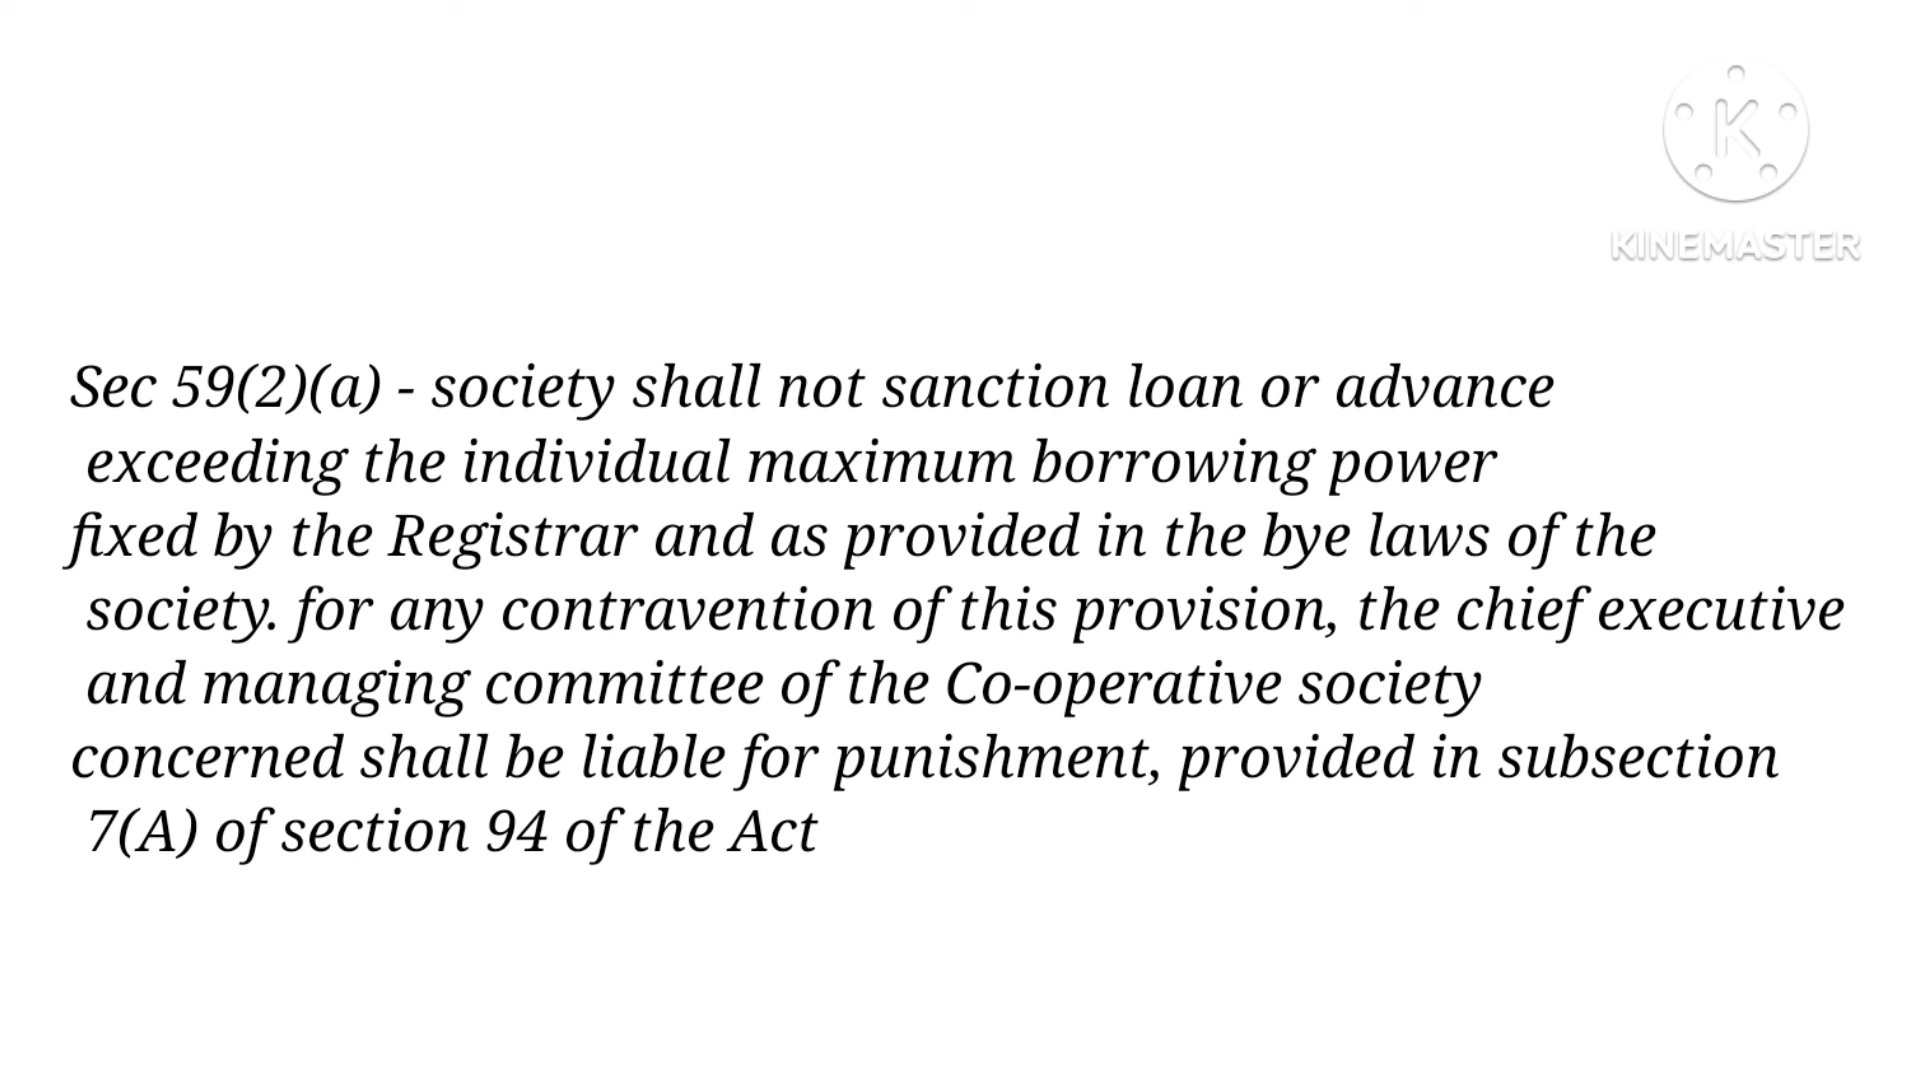 K
KINEMASTER
Sec 59(2)(a) - society shall not sanction loan or advance
exceeding the individual maximum borrowing power
fixed by the Registrar and as provided in the bye laws of the
society. for any contravention of this provision, the chief executive
and managing committee of the Co-operative society
concerned shall be liable for punishment, provided in subsection
7(A) of section 94 of the Act